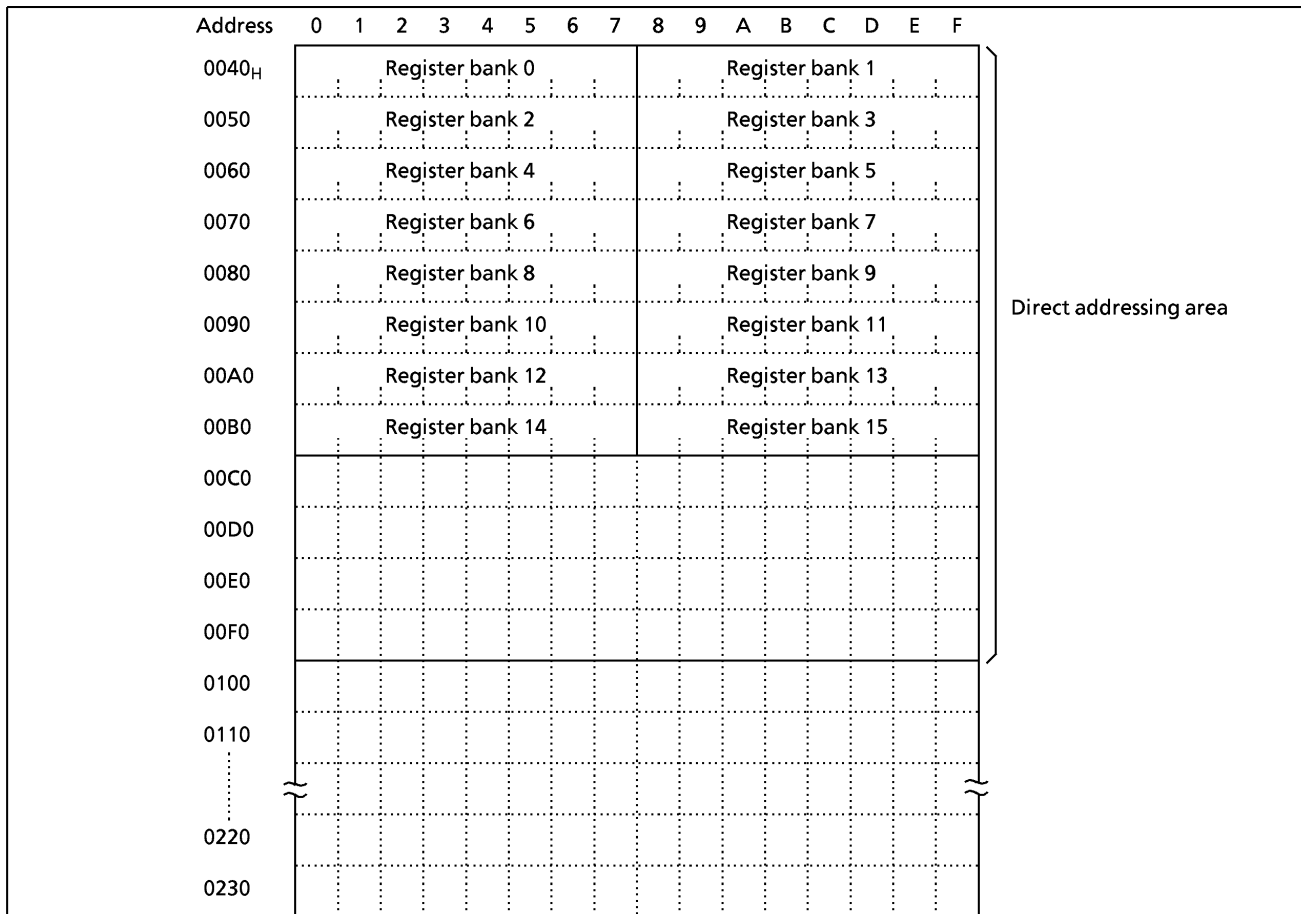 Address 0 1 2 3 4 5 6 7 8 9 A B C D E F
0040H Register bank 0 Register bank 1
0050 Register bank 2 Register bank 3
0060 Register bank 4 Register bank 5
0070 Register bank 6 Register bank 7
0080 Register bank 8 Register bank 9
Direct addressing area
0090 Register bank 10 Register bank 11
00A0 Register bank 12 Register bank 13
00B0 Register bank 14 Register bank 15
00C0
00D0
00E0
00F0
0100
0110
0220
0230